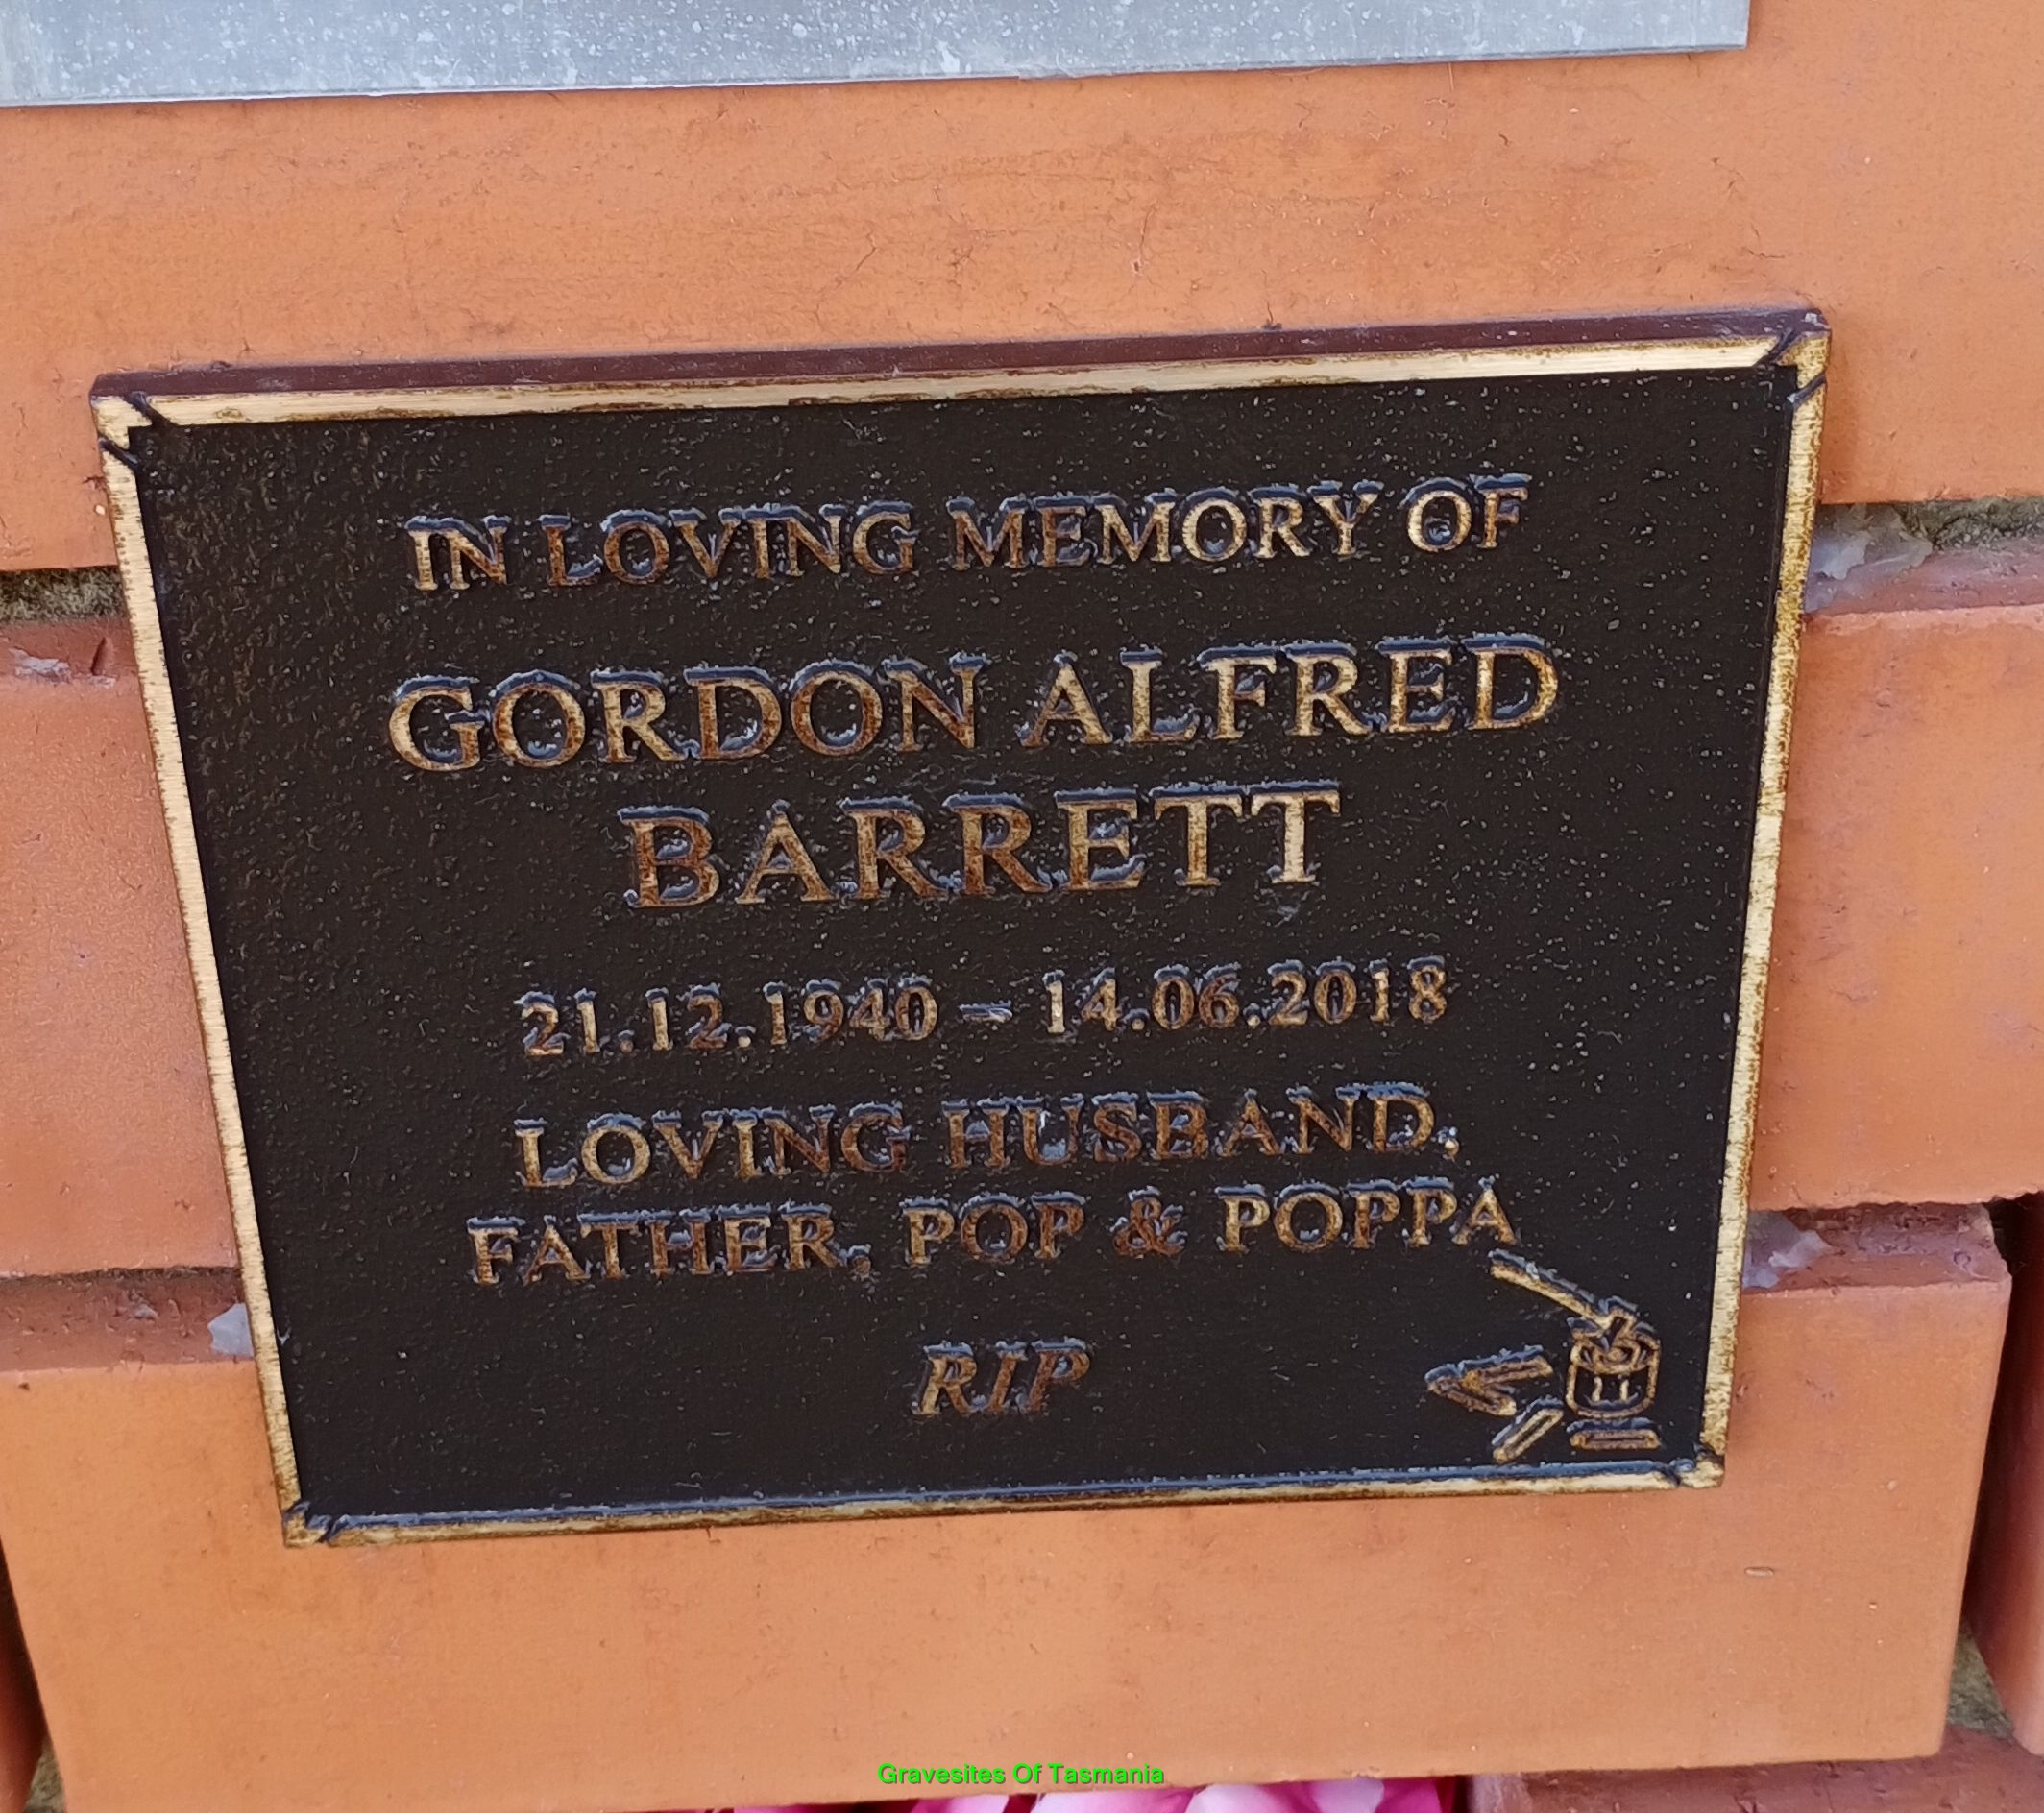 IN LOVING MEMORY OF
GORDON ALFRED
BARRETT
21.12.1940 – 14.06.2018
LOVING HUSBAND,
FATHER, POP & POPPA
RIP
Gravesites Of Tasmania